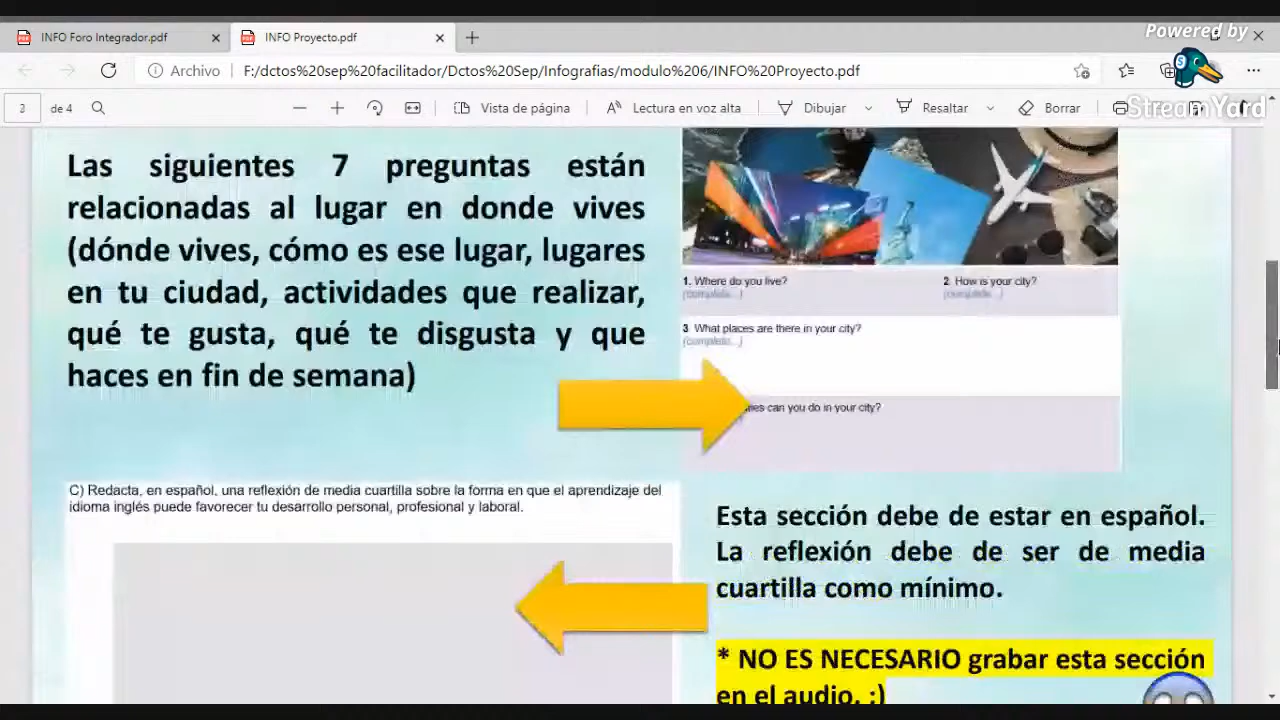 INFO Foro Integrador.pdf
INFO Proyecto.pdf
Powered by
StreamYard
Archivo
F:/dctos%20sep%20facilitador/Dctos%20Sep/Infografias/modulo%206/INFO%20Proyecto.pdf
de 4
Vista de página
Lectura en voz alta
Dibujar
Resaltar
Borrar
Las siguientes 7 preguntas están
relacionadas al lugar en donde vives
(dónde vives, cómo es ese lugar, lugares
en tu ciudad, actividades que realizar,
qué te gusta, qué te disgusta y que
haces en fin de semana)
1. Where do you live?
(complete...)
2 How is your city?
(complete...)
3 What places are there in your city?
(complete...)
can you do in your city?
C) Redacta, en español, una reflexión de media cuartilla sobre la forma en que el aprendizaje del
idioma inglés puede favorecer tu desarrollo personal, profesional y laboral.
Esta sección debe de estar en español.
La reflexión debe de ser de media
cuartilla como mínimo.
* NO ES NECESARIO grabar esta sección
en el audio. :)